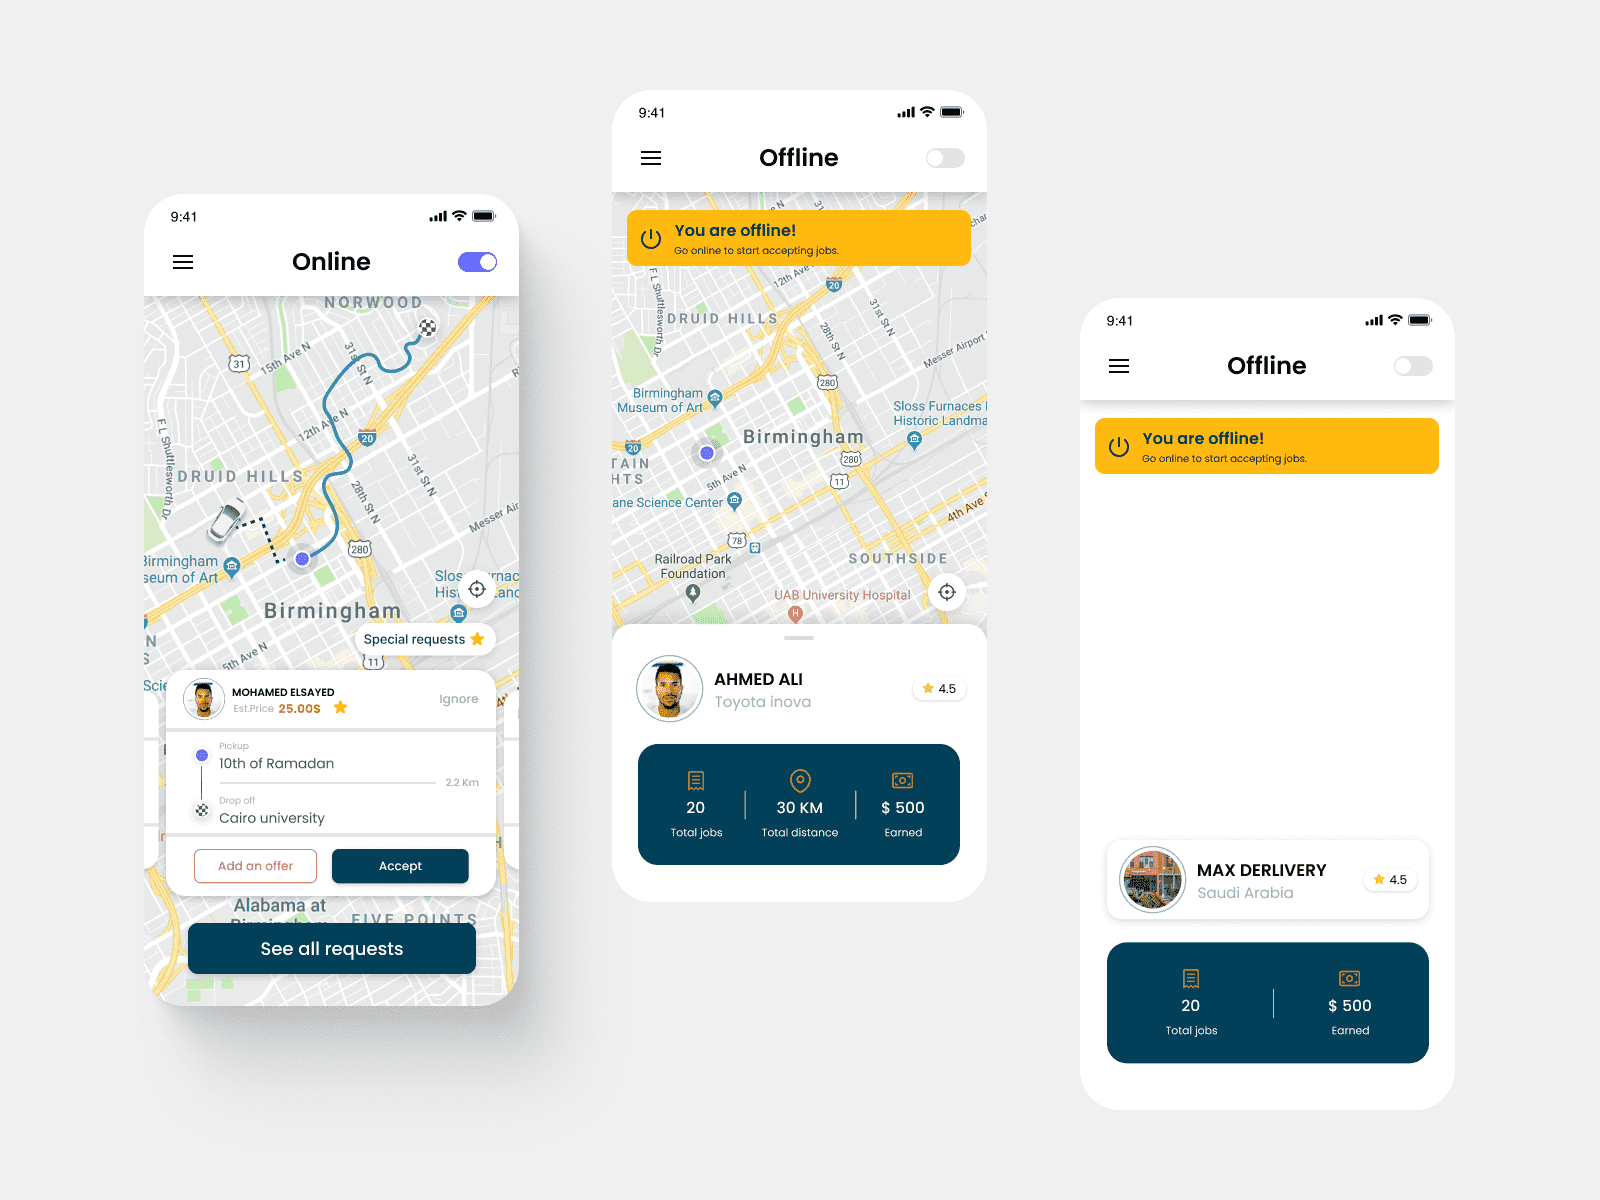 9:41
Online
NORWOOD
31
15th Ave N
31st St N
12th Ave N
20
F L Shuttlesworth Dr
DRUID HILLS
31st St N
28th St N
Messer Air
280
Birmingham
seum of Art
Birmingham
Special requests
11
5th Ave N
MOHAMED ELSAYED
Est.Price 25.00$
Ignore
Pickup
10th of Ramadan
2.2 Km
Drop off
Cairo university
Add an offer
Accept
Alabama at
Birmingham
FIVE POINTS
See all requests
9:41
Offline
You are offline!
Go online to start accepting jobs.
12th Ave N
20
F L Shuttlesworth Dr
DRUID HILLS
31st St N
28th St N
Messer Airport
280
Birmingham
Museum of Art
Sloss Furnaces
Historic Landma
20
Birmingham
TAIN
HTS
280
5th Ave N
11
ane Science Center
4th Ave S
78
Railroad Park
Foundation
SOUTHSIDE
UAB University Hospital
H
AHMED ALI
Toyota inova
4.5
20
30 KM
$ 500
Total jobs
Total distance
Earned
9:41
Offline
You are offline!
Go online to start accepting jobs.
MAX DERLIVERY
Saudi Arabia
4.5
20
$ 500
Total jobs
Earned